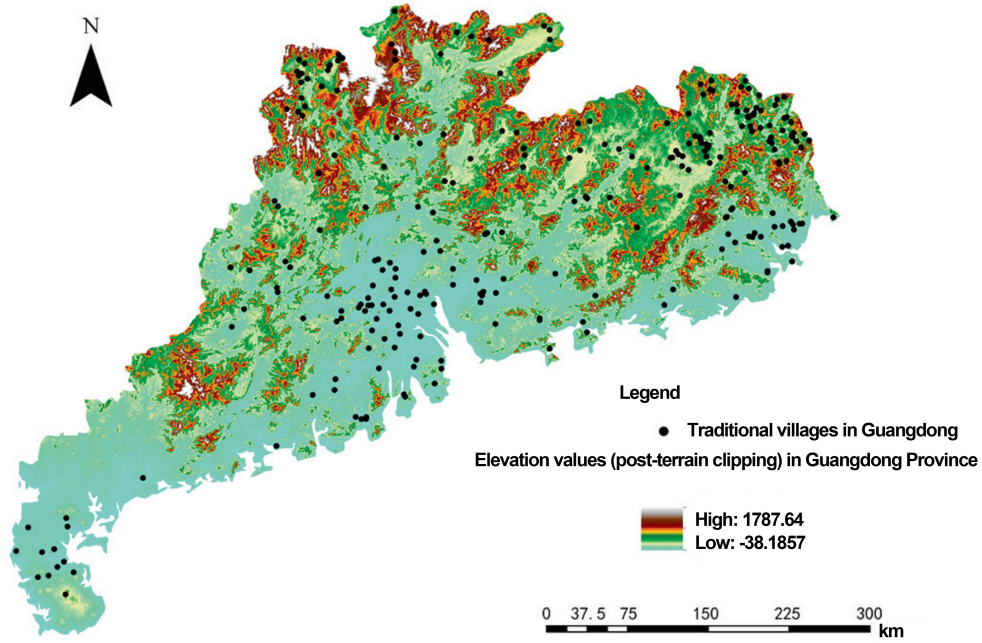 N
Legend
Traditional villages in Guangdong
Elevation values (post-terrain clipping) in Guangdong Province
High: 1787.64
Low: -38.1857
0 37.5 75 150 225 300
km